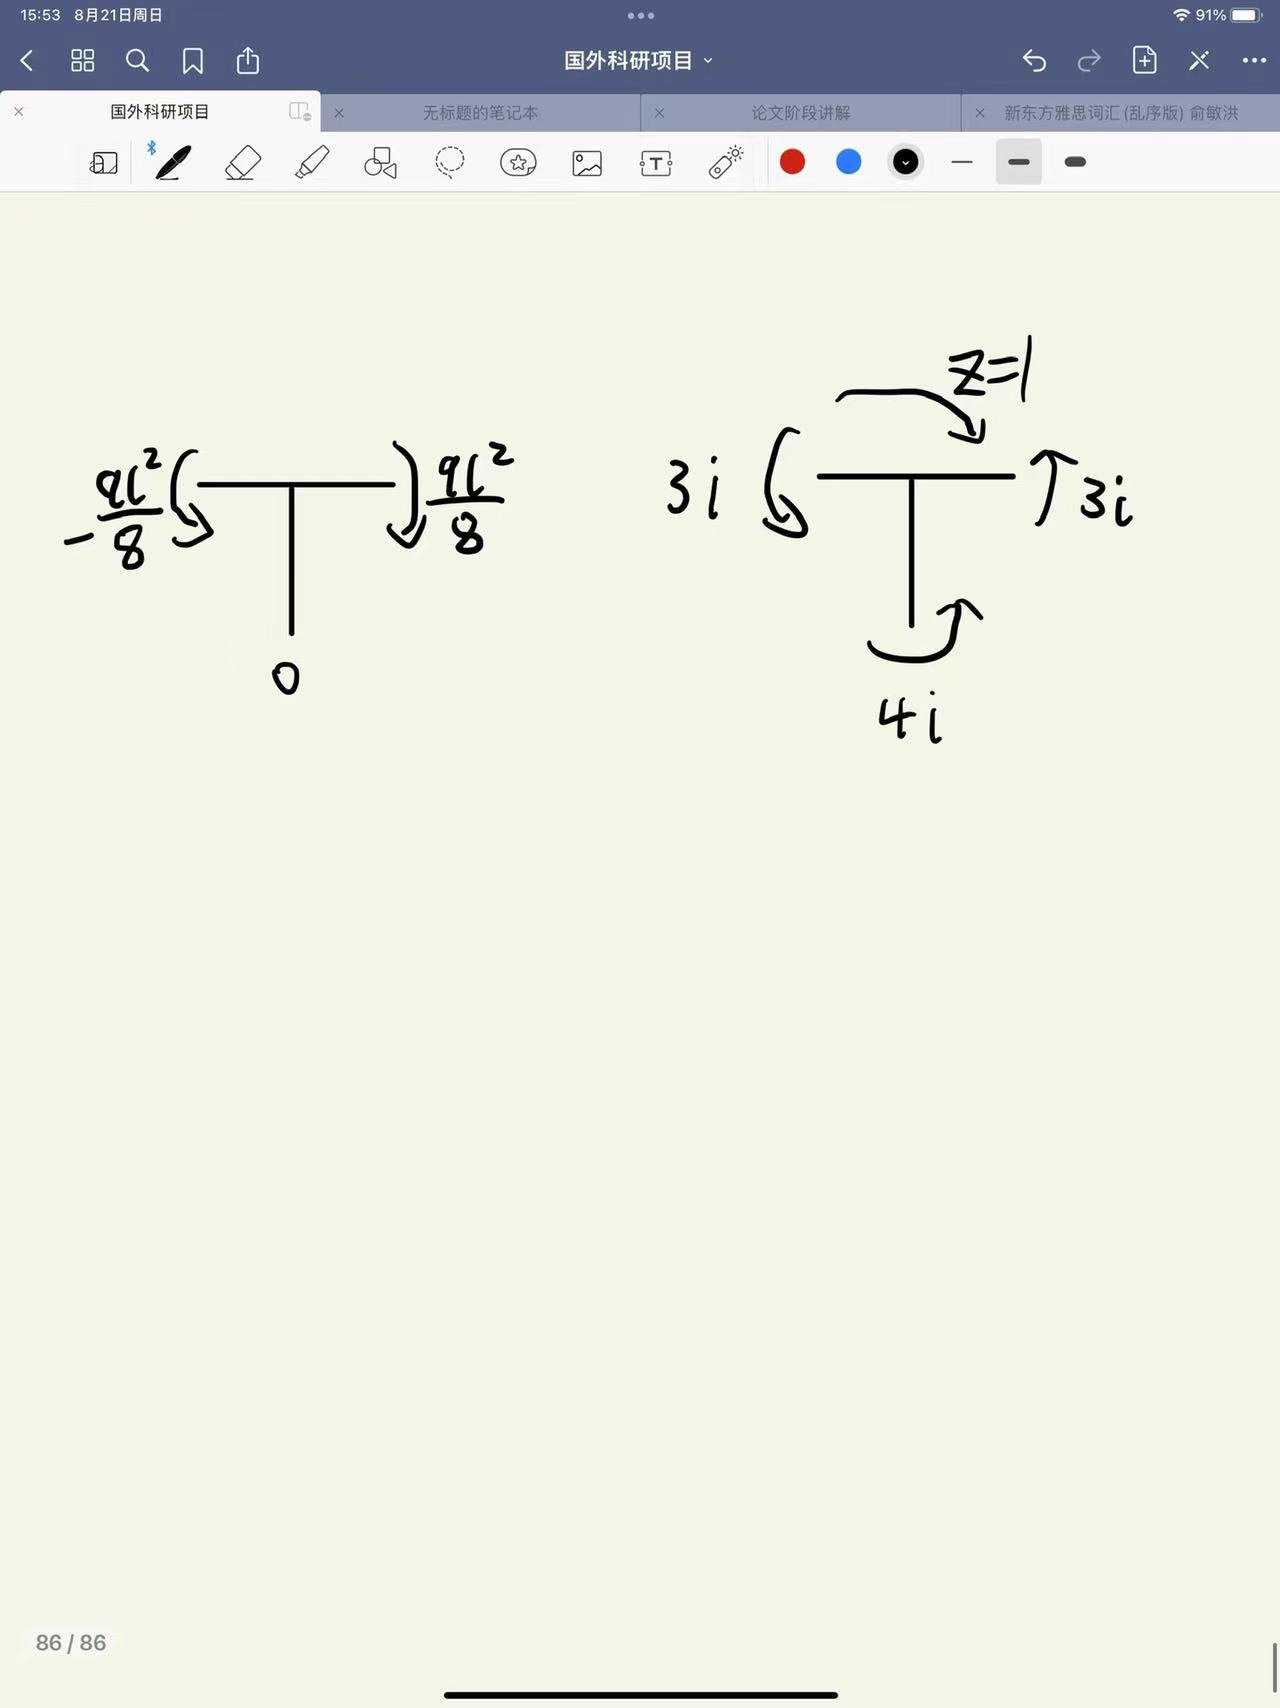 15:53 8月21日周日
91%
国外科研项目
国外科研项目
无标题的笔记本
论文阶段讲解
新东方雅思词汇 (乱序版) 俞敏洪
T
z=1
-ql²/8
ql²/8
3i
3i
0
4i
86 / 86